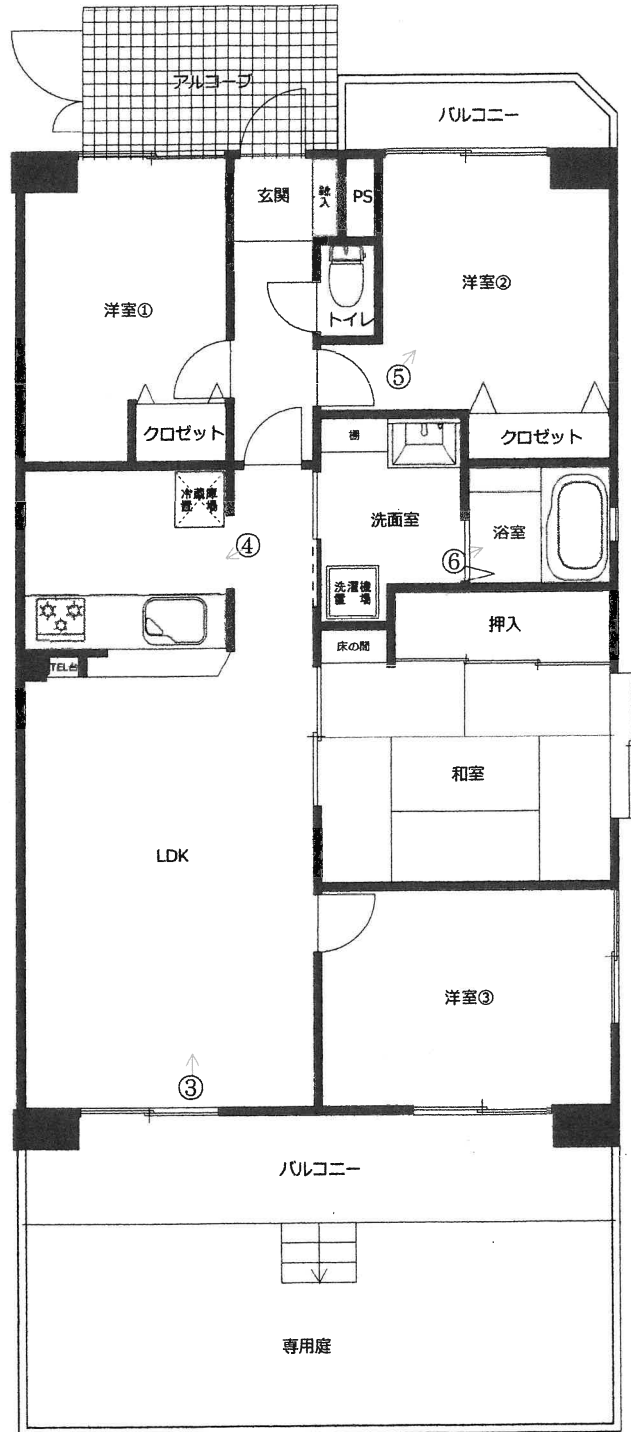 アルコーブ
バルコニー
玄関
靴入
PS
洋室①
洋室②
トイレ
⑤
クロゼット
クロゼット
棚
冷蔵庫
置場
④
洗面室
⑥
浴室
洗濯機
置場
押入
床の間
TEL台
和室
LDK
洋室③
③
バルコニー
専用庭